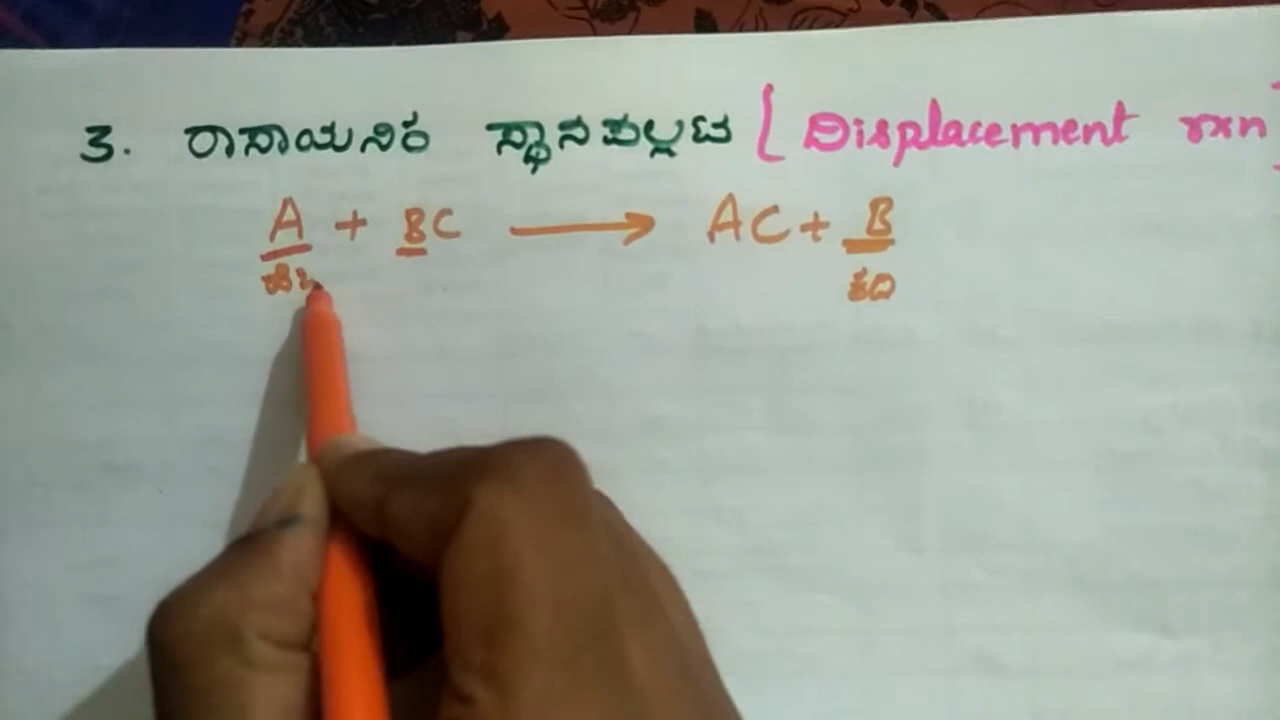 3. ರಾಸಾಯನಿಕ ಸ್ಥಾನಪಲ್ಲಟ [ Displacement rxn]
A + BC ⟶ AC + B